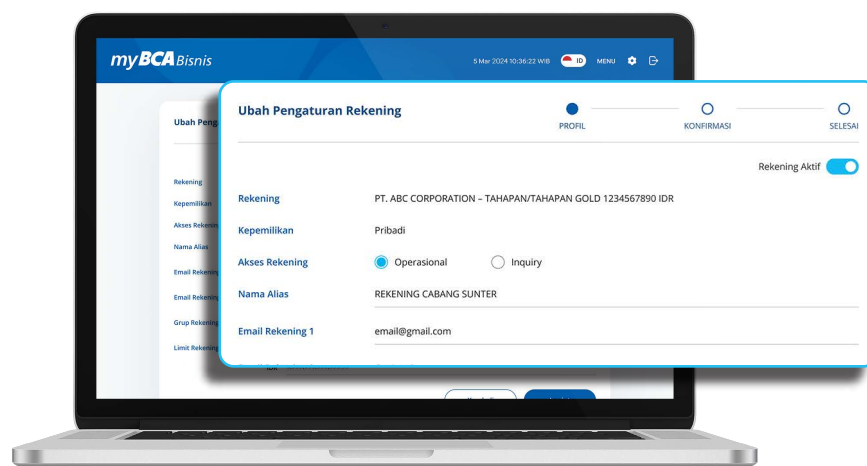 myBCA Bisnis
5 Mar 2024 10:36:22 WIB ID MENU
Ubah Peng
Rekening
Kepemilikan
Akses Rekening
Nama Alias
Email Rekening
Email Rekening
Grup Rekening
Limit Rekening
IDR
Ubah Pengaturan Rekening
PROFIL KONFIRMASI SELESAI
Rekening Aktif
Rekening PT. ABC CORPORATION – TAHAPAN/TAHAPAN GOLD 1234567890 IDR
Kepemilikan Pribadi
Akses Rekening Operasional Inquiry
Nama Alias REKENING CABANG SUNTER
Email Rekening 1 email@gmail.com